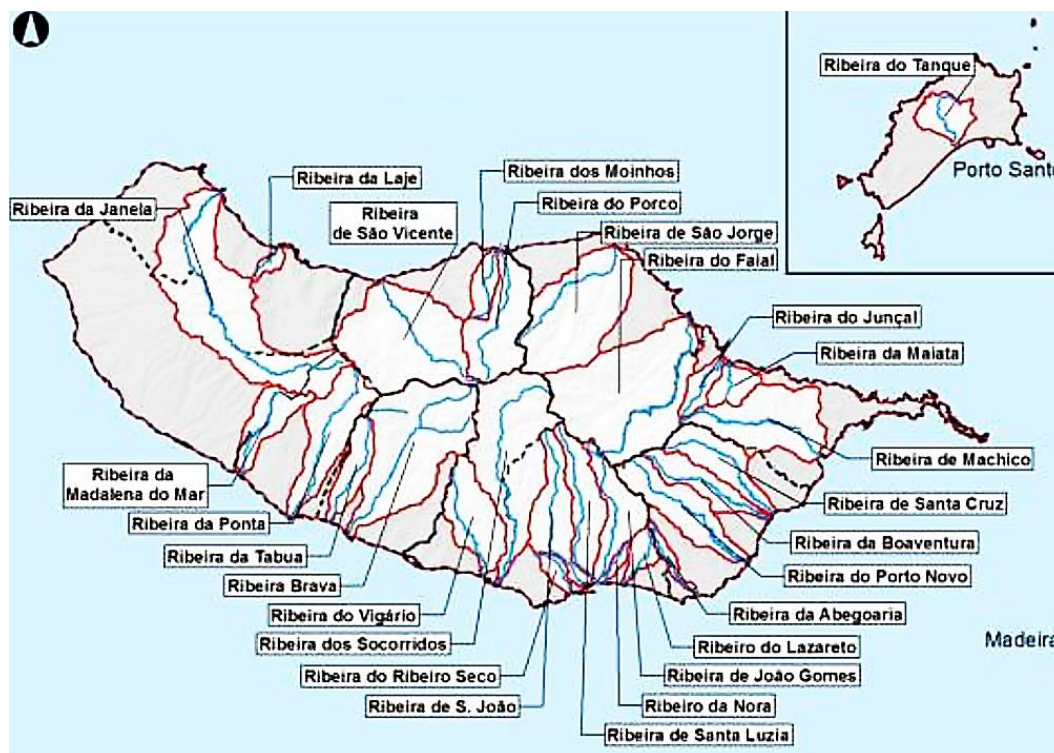 Ribeira do Tanque
Porto Sant
Ribeira da Laje
Ribeira dos Moinhos
Ribeira da Janela
Ribeira
de São Vicente
Ribeira do Porco
Ribeira de São Jorge
Ribeira do Faial
Ribeira do Junçal
Ribeira da Maiata
Ribeira de Machico
Ribeira da
Madalena do Mar
Ribeira de Santa Cruz
Ribeira da Ponta
Ribeira da Boaventura
Ribeira da Tabua
Ribeira do Porto Novo
Ribeira Brava
Ribeira da Abegoaria
Ribeira do Vigário
Ribeira dos Socorridos
Ribeiro do Lazareto
Madeira
Ribeira do Ribeiro Seco
Ribeira de João Gomes
Ribeira de S. João
Ribeiro da Nora
Ribeira de Santa Luzia